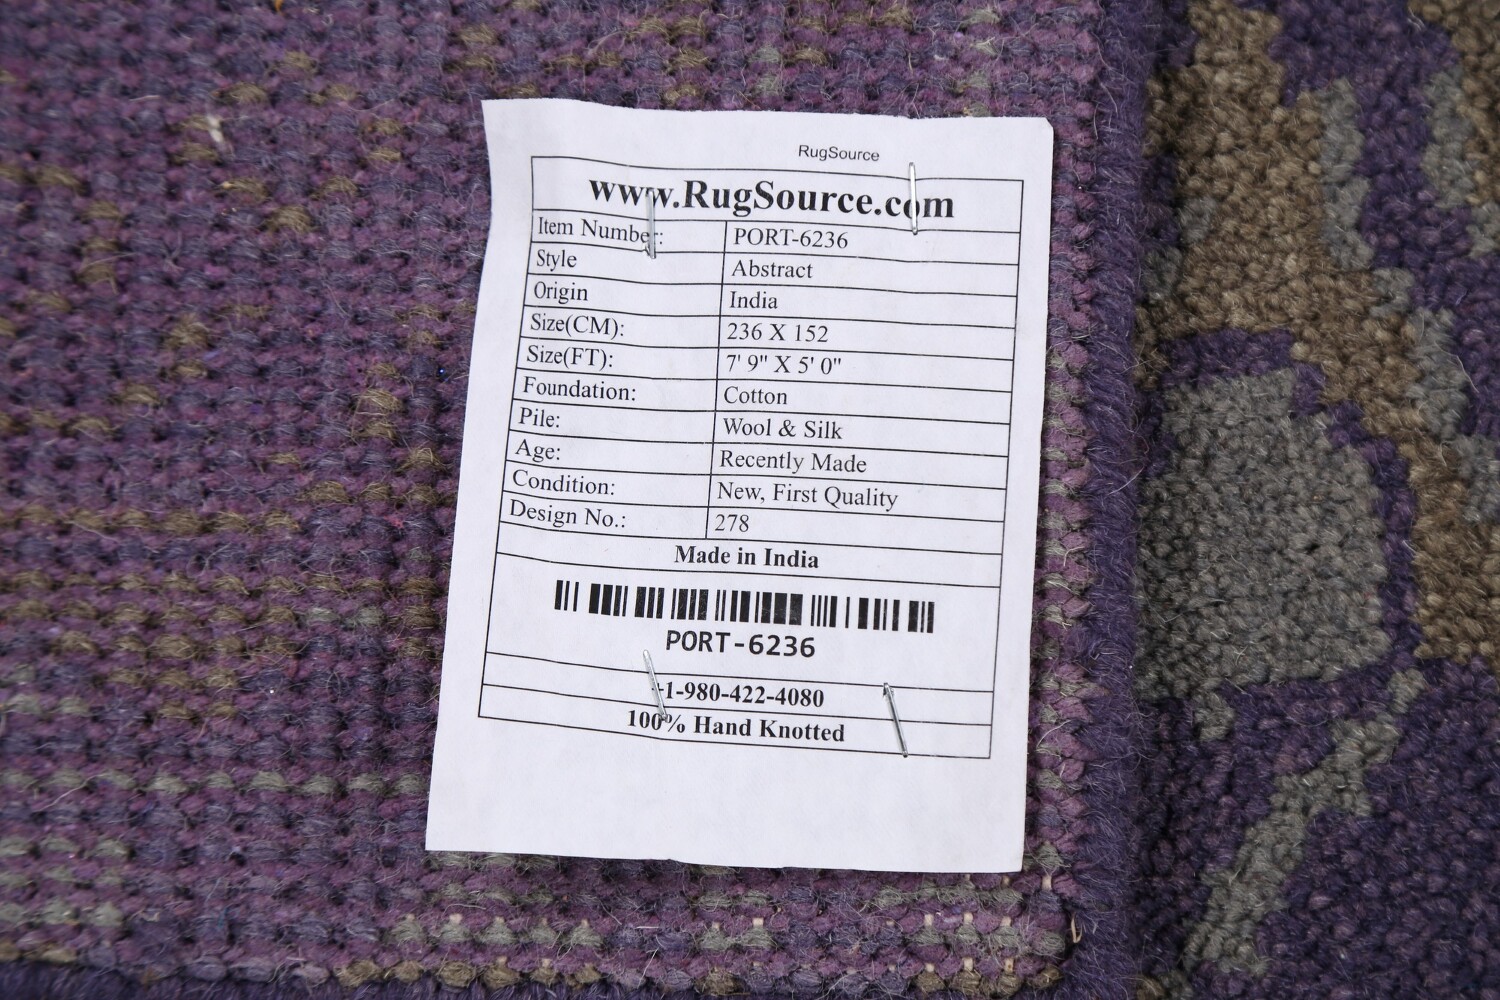 RugSource
www.RugSource.com
Item Number: PORT-6236
Style Abstract
Origin India
Size(CM): 236 X 152
Size(FT): 7' 9" X 5' 0"
Foundation: Cotton
Pile: Wool & Silk
Age: Recently Made
Condition: New, First Quality
Design No.: 278
Made in India
PORT-6236
+1-980-422-4080
100% Hand Knotted